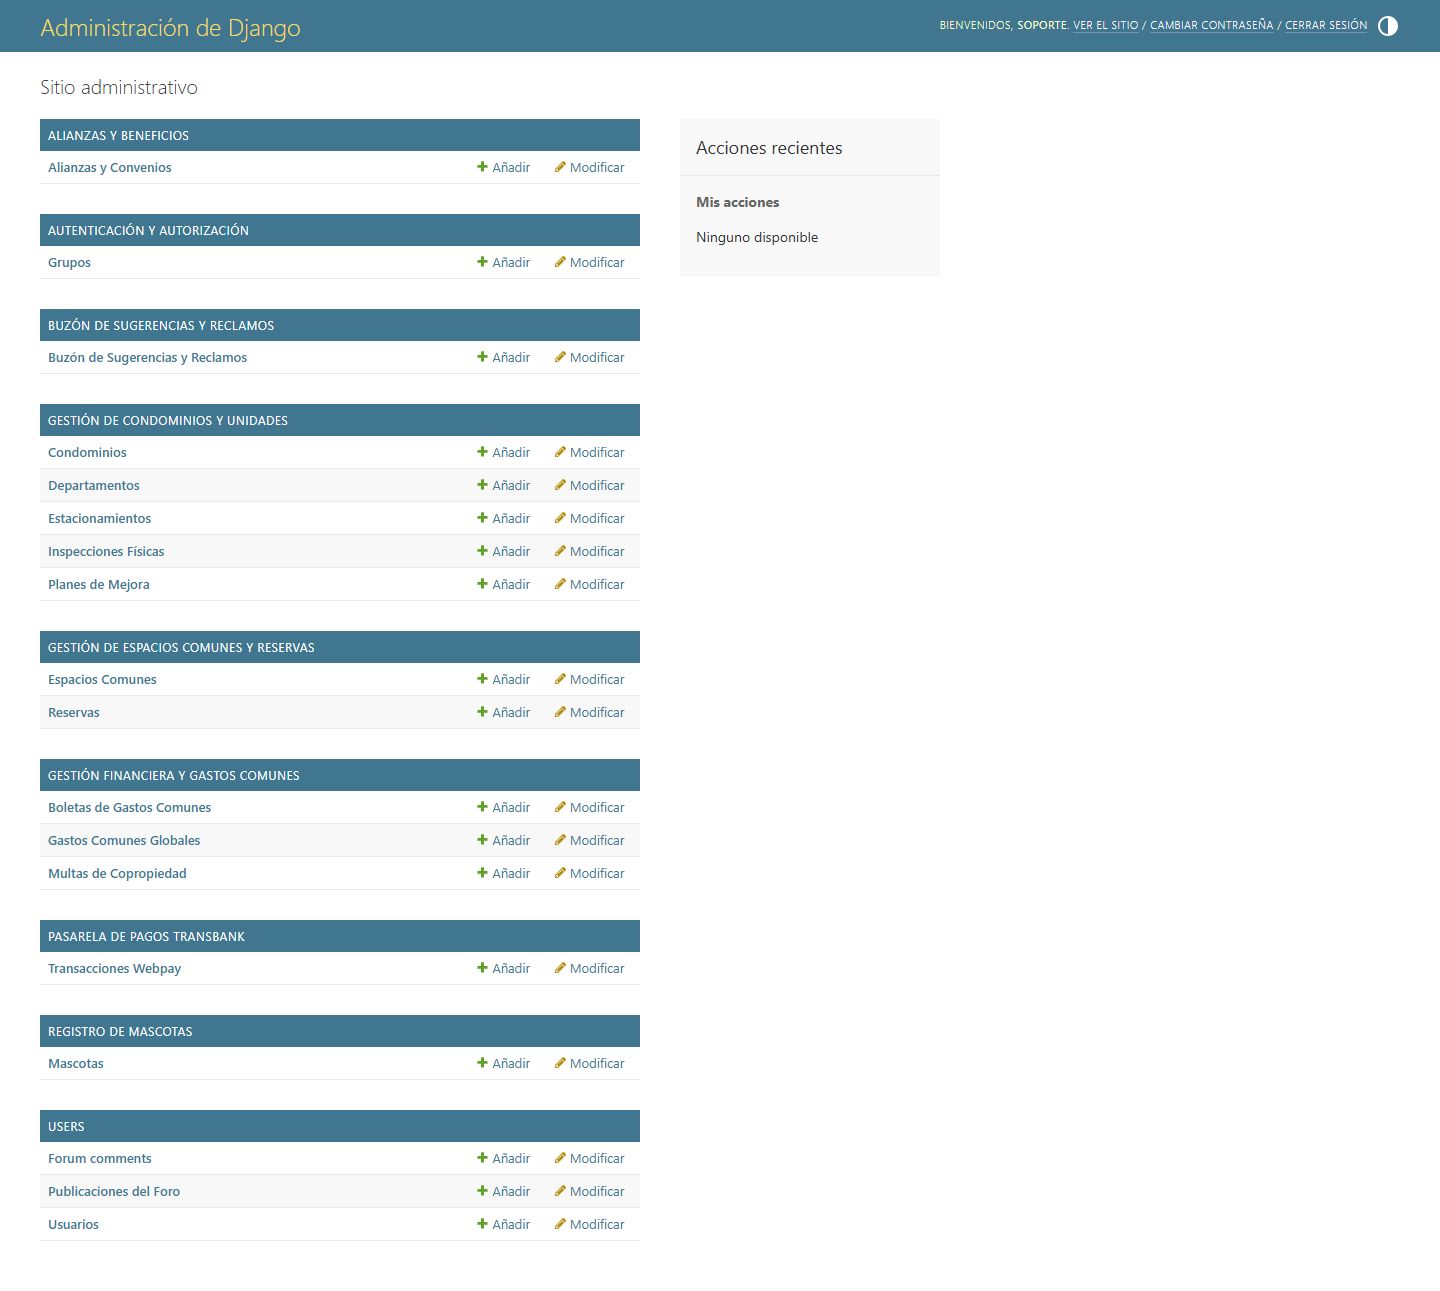 Administración de Django
BIENVENIDOS, SOPORTE. VER EL SITIO / CAMBIAR CONTRASEÑA / CERRAR SESIÓN
Sitio administrativo
ALIANZAS Y BENEFICIOS
Alianzas y Convenios Añadir Modificar
AUTENTICACIÓN Y AUTORIZACIÓN
Grupos Añadir Modificar
BUZÓN DE SUGERENCIAS Y RECLAMOS
Buzón de Sugerencias y Reclamos Añadir Modificar
GESTIÓN DE CONDOMINIOS Y UNIDADES
Condominios Añadir Modificar
Departamentos Añadir Modificar
Estacionamientos Añadir Modificar
Inspecciones Físicas Añadir Modificar
Planes de Mejora Añadir Modificar
GESTIÓN DE ESPACIOS COMUNES Y RESERVAS
Espacios Comunes Añadir Modificar
Reservas Añadir Modificar
GESTIÓN FINANCIERA Y GASTOS COMUNES
Boletas de Gastos Comunes Añadir Modificar
Gastos Comunes Globales Añadir Modificar
Multas de Copropiedad Añadir Modificar
PASARELA DE PAGOS TRANSBANK
Transacciones Webpay Añadir Modificar
REGISTRO DE MASCOTAS
Mascotas Añadir Modificar
USERS
Forum comments Añadir Modificar
Publicaciones del Foro Añadir Modificar
Usuarios Añadir Modificar
Acciones recientes
Mis acciones
Ninguno disponible